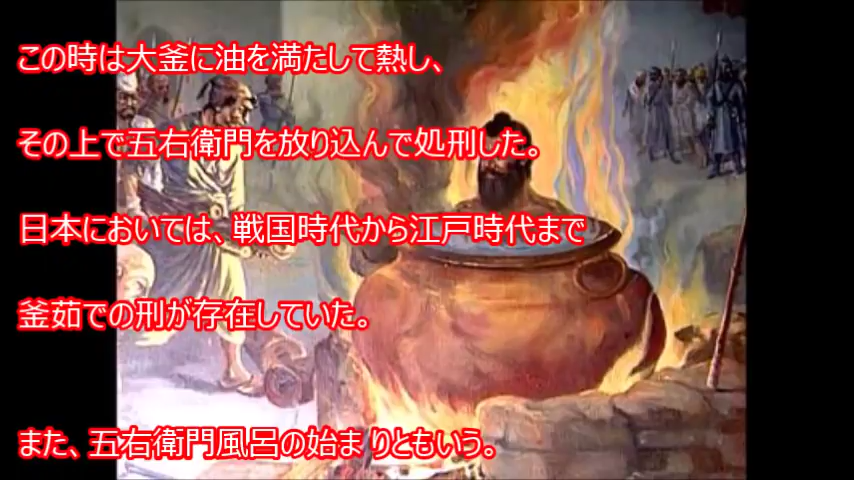 この時は大釜に油を満たして熱し、
その上で五右衛門を放り込んで処刑した。
日本においては、戦国時代から江戸時代まで
釜茹での刑が存在していた。
また、五右衛門風呂の始まりともいう。